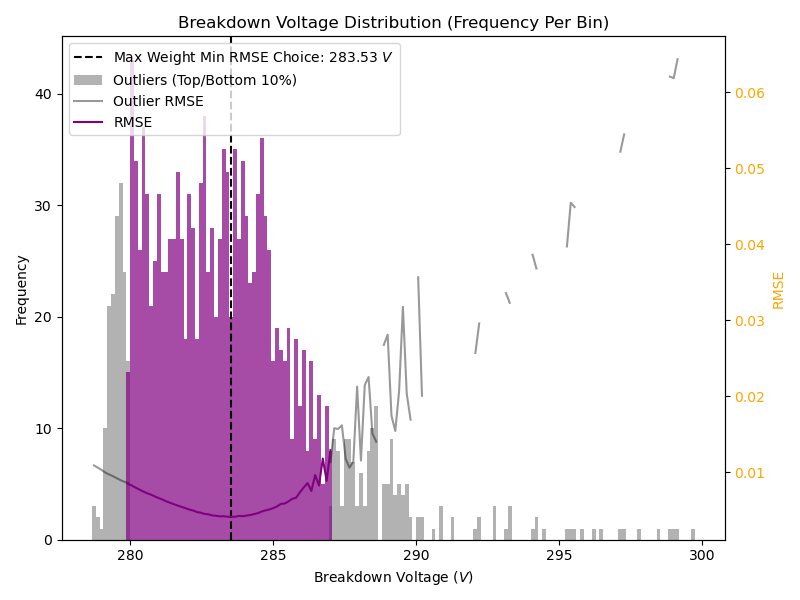 Breakdown Voltage Distribution (Frequency Per Bin)
Max Weight Min RMSE Choice: 283.53 V
Outliers (Top/Bottom 10%)
Outlier RMSE
RMSE
Frequency
40
30
20
10
0
0.06
0.05
0.04
0.03
0.02
0.01
RMSE
280
285
290
295
300
Breakdown Voltage (V)